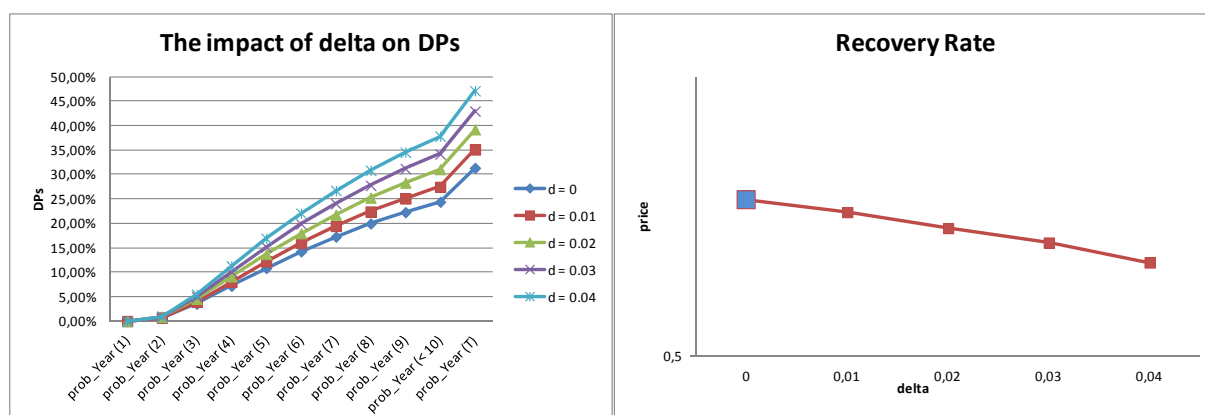 The impact of delta on DPs
50,00%
45,00%
40,00%
35,00%
30,00%
25,00%
20,00%
15,00%
10,00%
5,00%
0,00%
DPs
prob_Year (1)
prob_Year (2)
prob_Year (3)
prob_Year (4)
prob_Year (5)
prob_Year (6)
prob_Year (7)
prob_Year (8)
prob_Year (9)
prob_Year (< 10)
prob_Year (T)
d = 0
d = 0.01
d = 0.02
d = 0.03
d = 0.04
Recovery Rate
price
0,5
0
0,01
0,02
0,03
0,04
delta